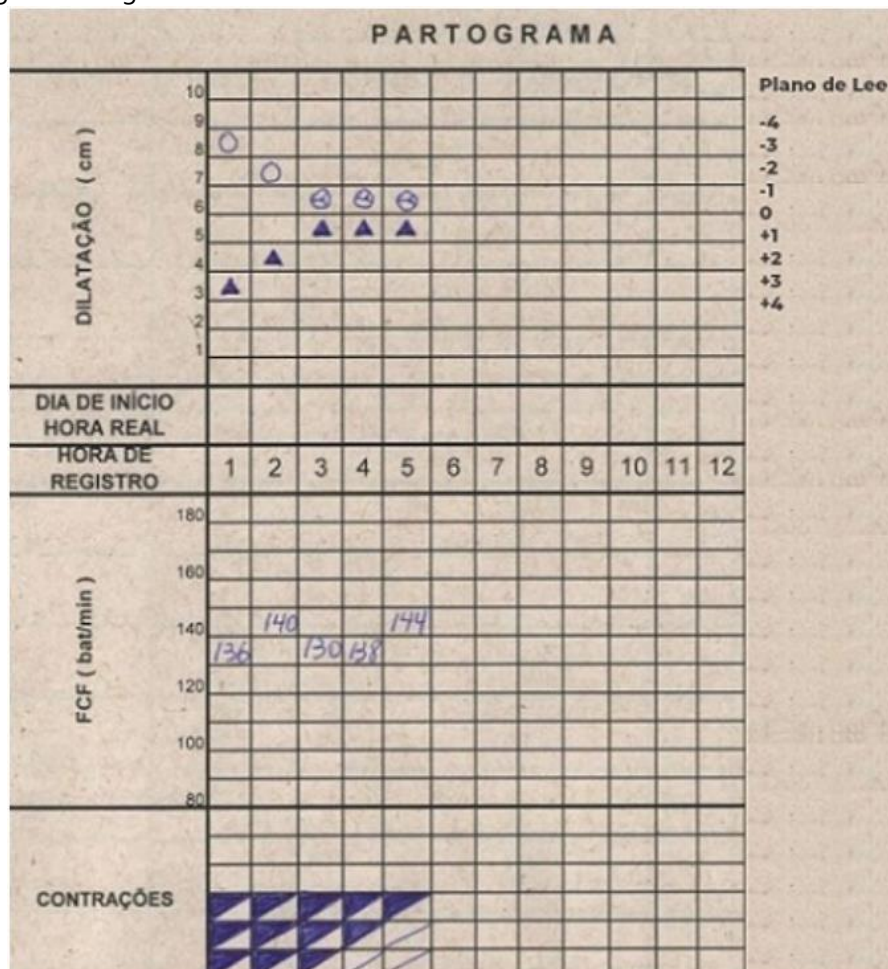 PARTOGRAMA
Plano de Lee
DILATAÇÃO (cm)
10
9
8
7
6
5
4
3
2
1
-4
-3
-2
-1
0
+1
+2
+3
+4
DIA DE INÍCIO
HORA REAL
HORA DE
REGISTRO
1 2 3 4 5 6 7 8 9 10 11 12
FCF (bat/min)
180
160
140
120
100
80
140 144
136 130 138
CONTRAÇÕES